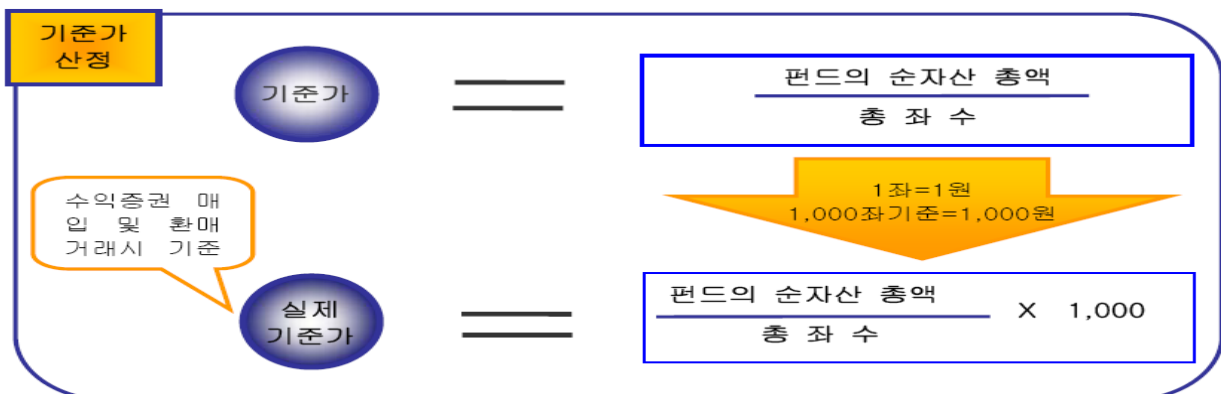 기준가
산정
기준가
펀드의 순자산 총액
총 좌 수
1좌=1원
1,000좌기준=1,000원
수익증권 매
입 및 환매
거래시 기준
실제
기준가
펀드의 순자산 총액
X 1,000
총 좌 수